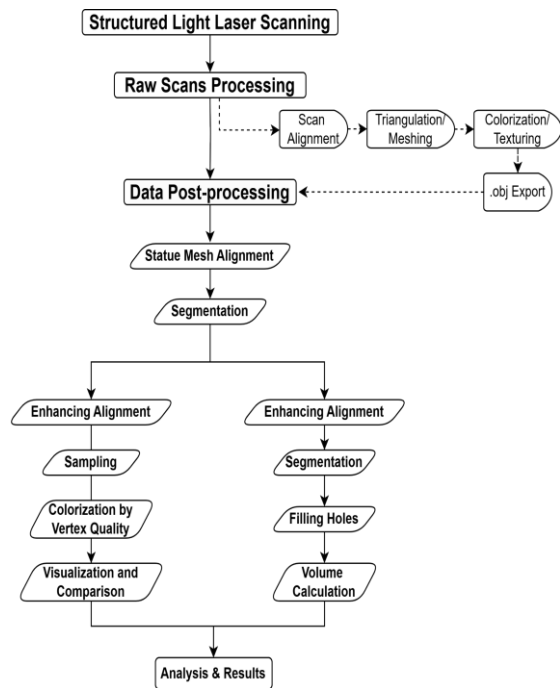 Structured Light Laser Scanning
Raw Scans Processing
Scan
Alignment
Triangulation/
Meshing
Colorization/
Texturing
.obj Export
Data Post-processing
Statue Mesh Alignment
Segmentation
Enhancing Alignment
Sampling
Colorization by
Vertex Quality
Visualization and
Comparison
Enhancing Alignment
Segmentation
Filling Holes
Volume
Calculation
Analysis & Results